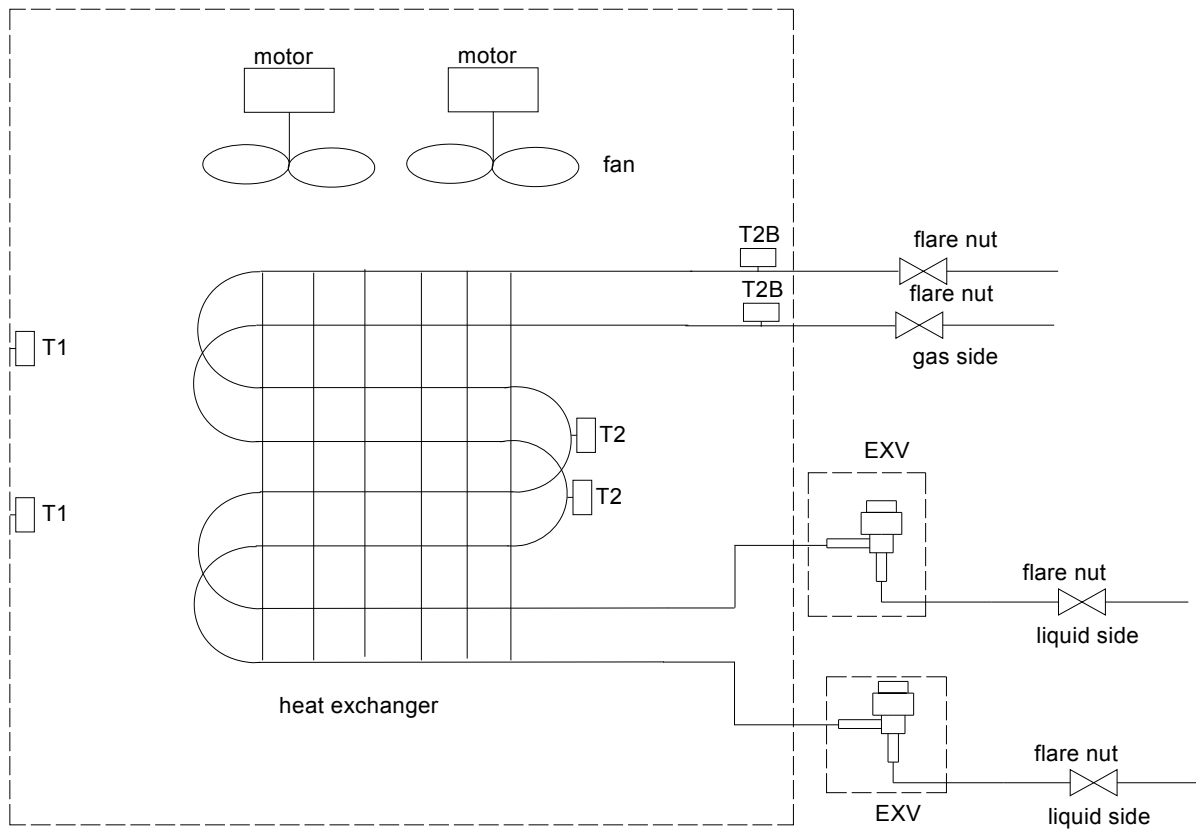 motor
motor
fan
T2B
flare nut
T2B
flare nut
T1
gas side
T2
EXV
T2
T1
flare nut
liquid side
heat exchanger
flare nut
EXV
liquid side